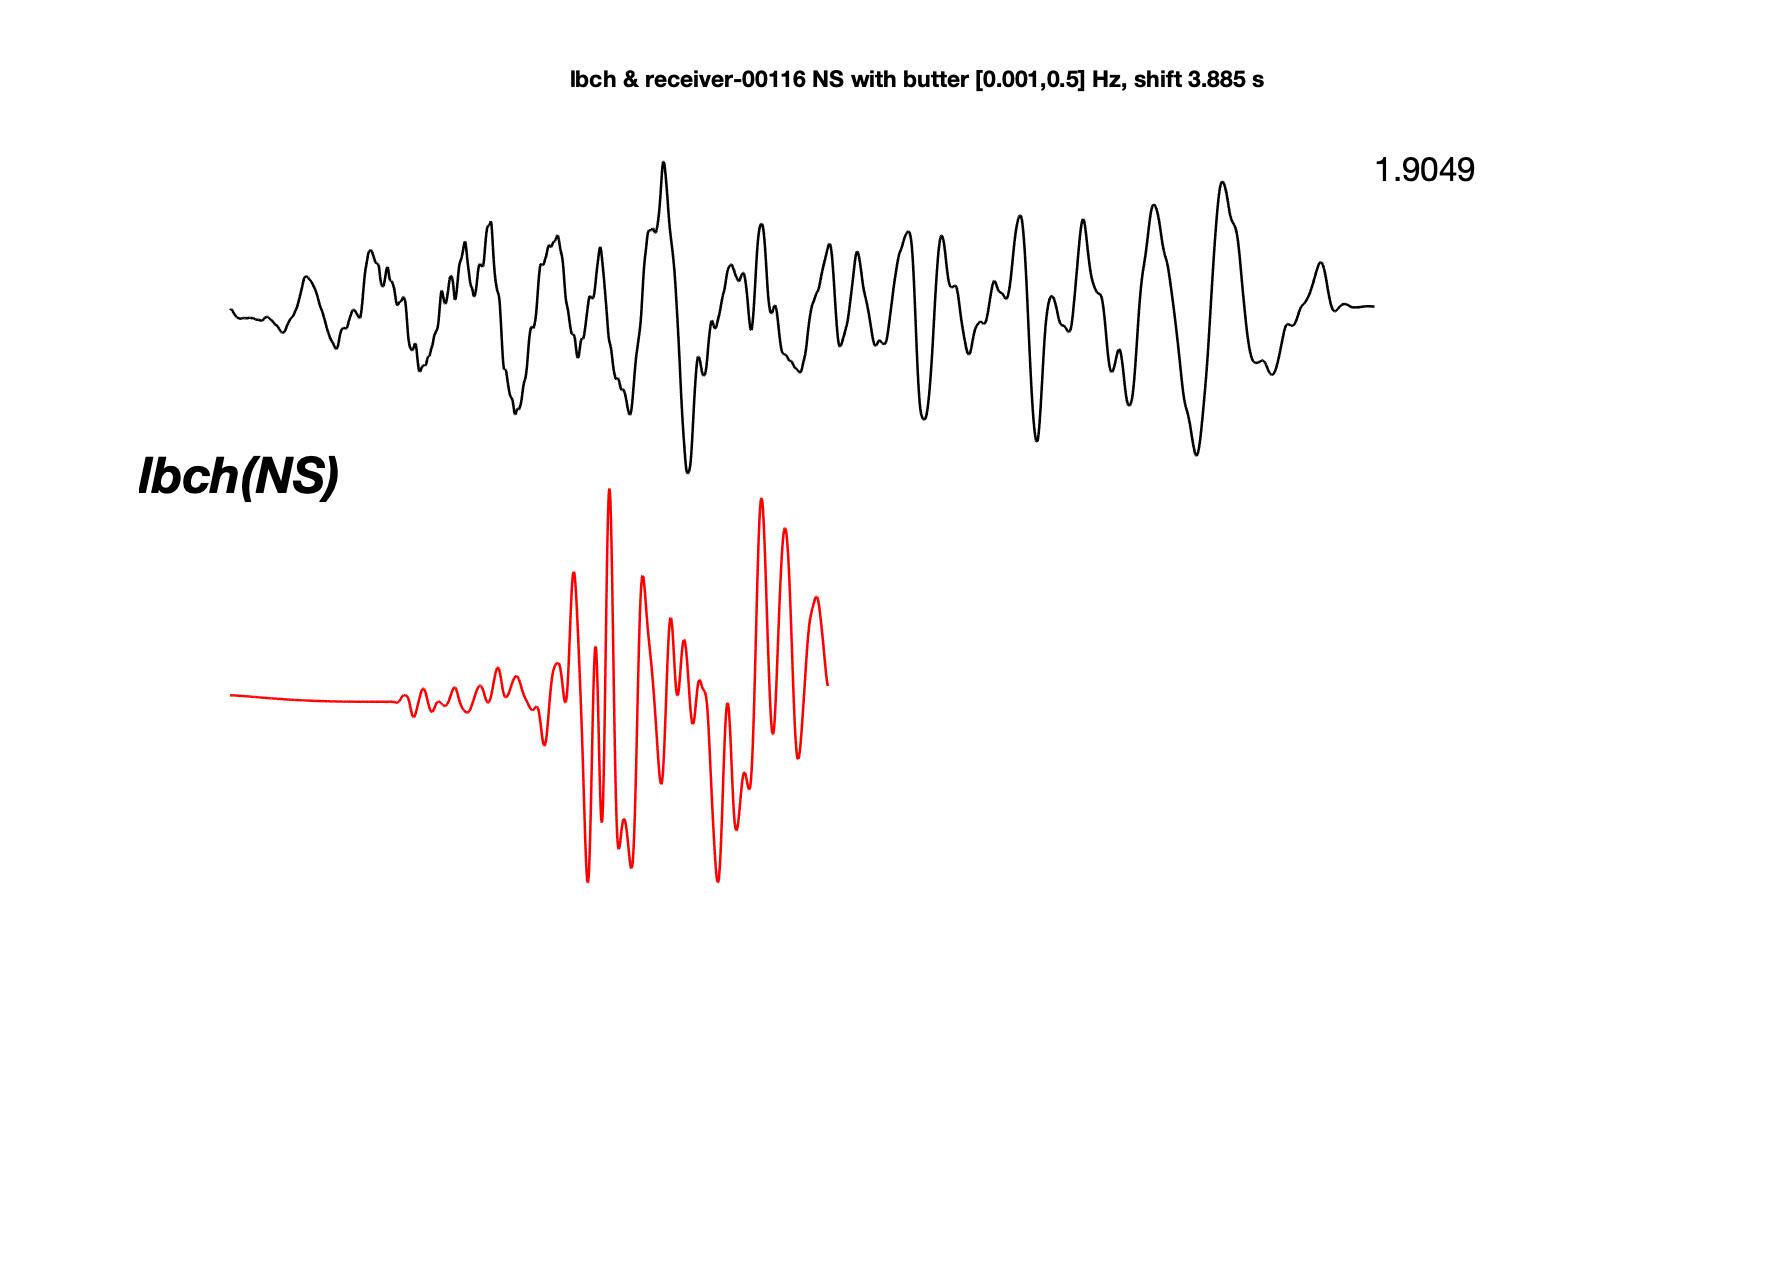 lbch & receiver-00116 NS with butter [0.001,0.5] Hz, shift 3.885 s
1.9049
lbch(NS)